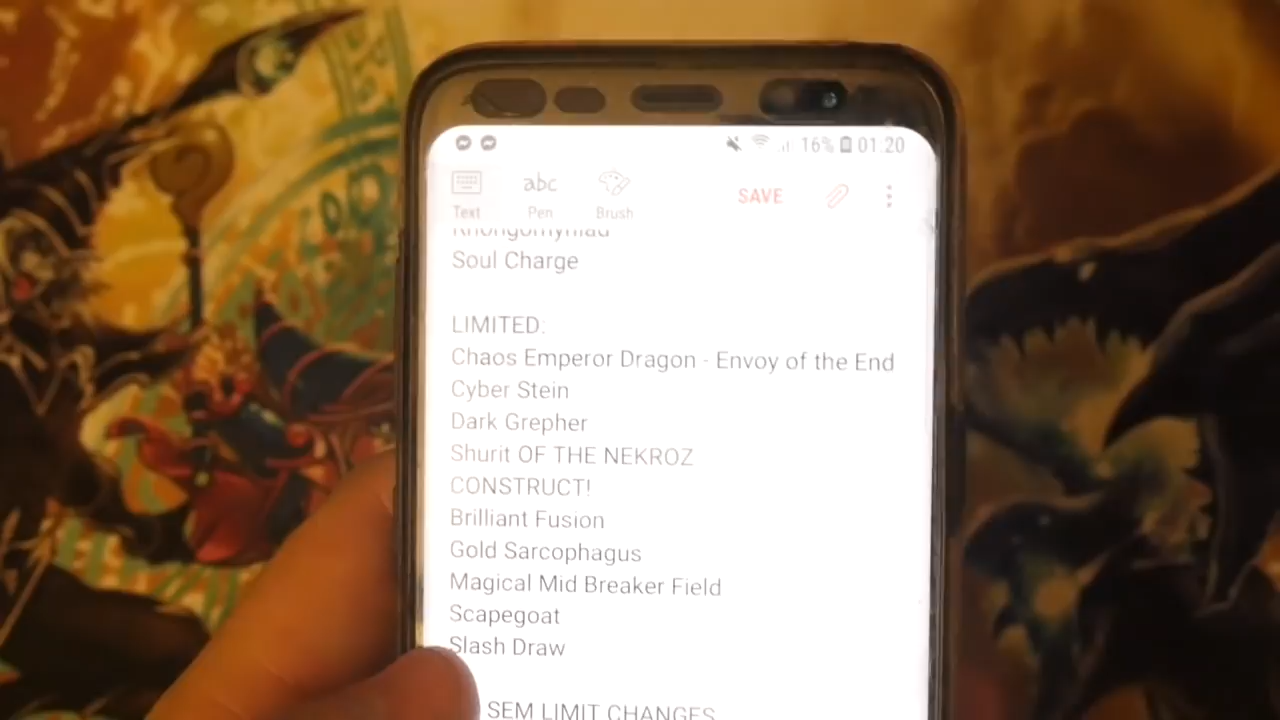 16% 01:20
abc
SAVE
Text Pen Brush
Rhongomyniad
Soul Charge
LIMITED:
Chaos Emperor Dragon - Envoy of the End
Cyber Stein
Dark Grepher
Shurit OF THE NEKROZ
CONSTRUCT!
Brilliant Fusion
Gold Sarcophagus
Magical Mid Breaker Field
Scapegoat
Slash Draw
SEM LIMIT CHANGES